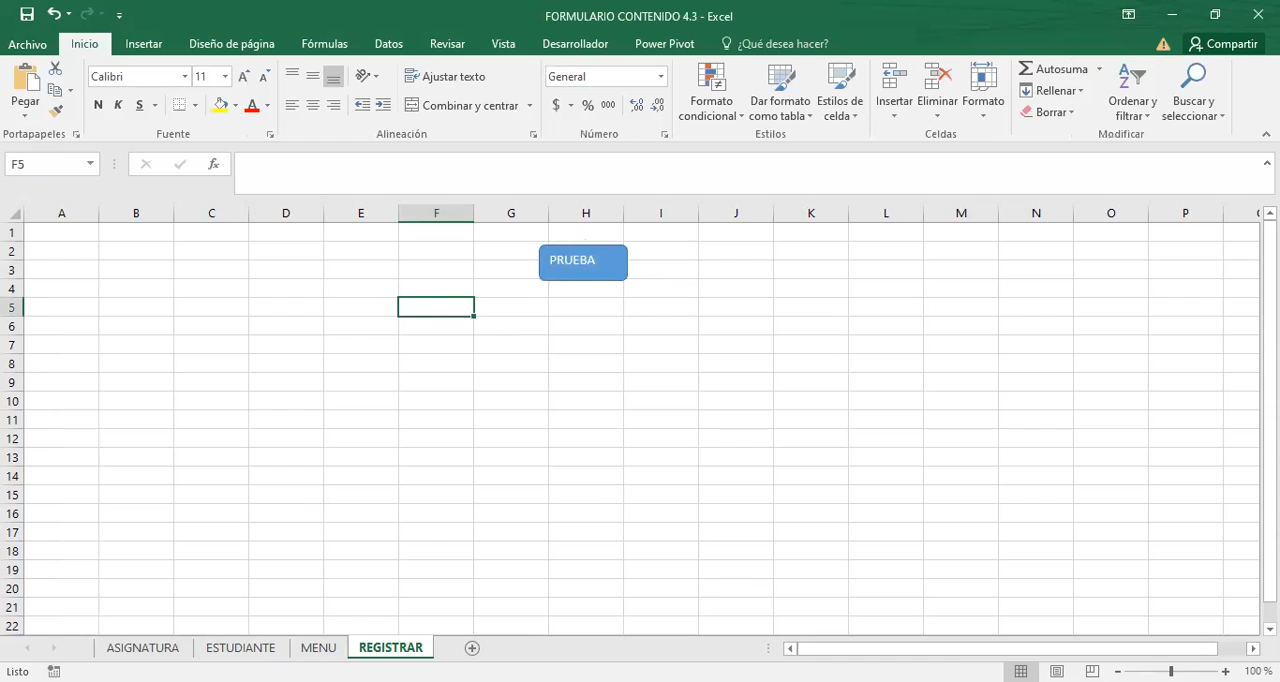 FORMULARIO CONTENIDO 4.3 - Excel
Archivo Inicio Insertar Diseño de página Fórmulas Datos Revisar Vista Desarrollador Power Pivot ¿Qué desea hacer? Compartir
Pegar
Portapapeles
Calibri 11
N K S A
Fuente
Ajustar texto
Combinar y centrar
Alineación
General
$ % 000
Número
Formato condicional
Dar formato como tabla
Estilos de celda
Estilos
Insertar Eliminar Formato
Celdas
Autosuma
Rellenar
Borrar
Ordenar y filtrar
Buscar y seleccionar
Modificar
F5 fx
A B C D E F G H I J K L M N O P
1
2
PRUEBA
3
4
5
6
7
8
9
10
11
12
13
14
15
16
17
18
19
20
21
22
ASIGNATURA ESTUDIANTE MENU REGISTRAR
Listo 100 %